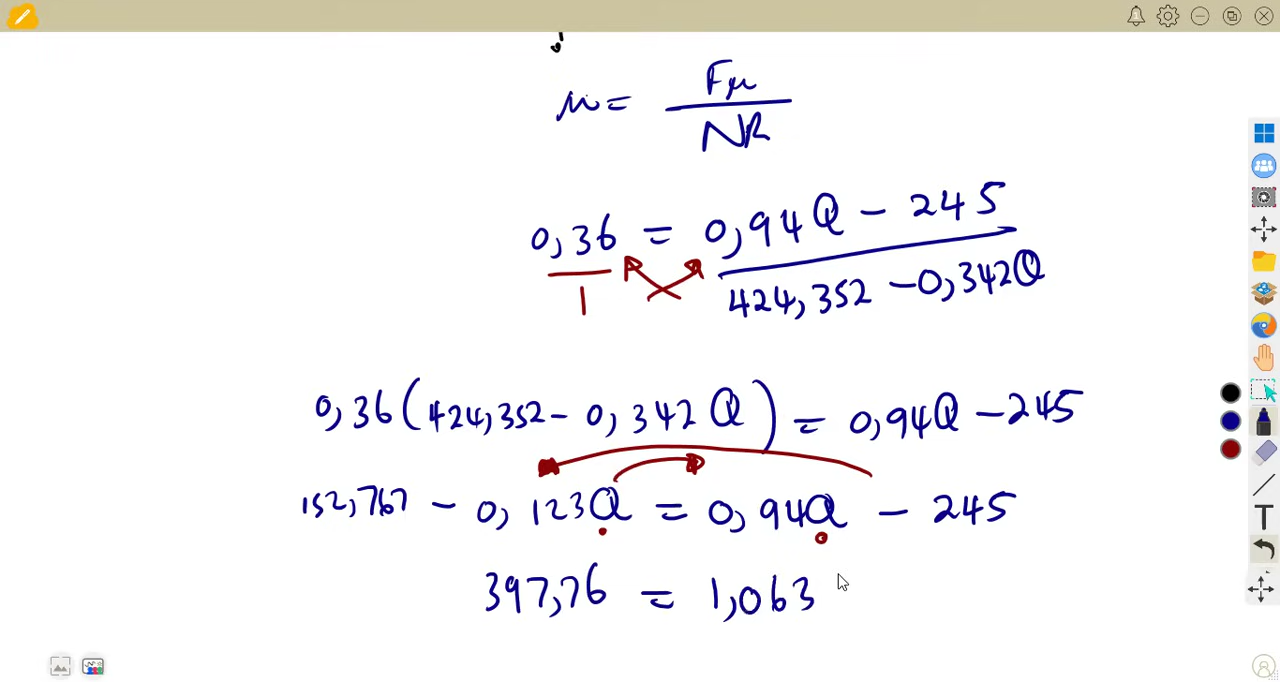 μ = Fμ / NR
0,36 / 1 = 0,94Q - 245 / 424,352 - 0,342Q
0,36(424,352 - 0,342Q) = 0,94Q - 245
152,767 - 0,123Q = 0,94Q - 245
397,76 = 1,063
T